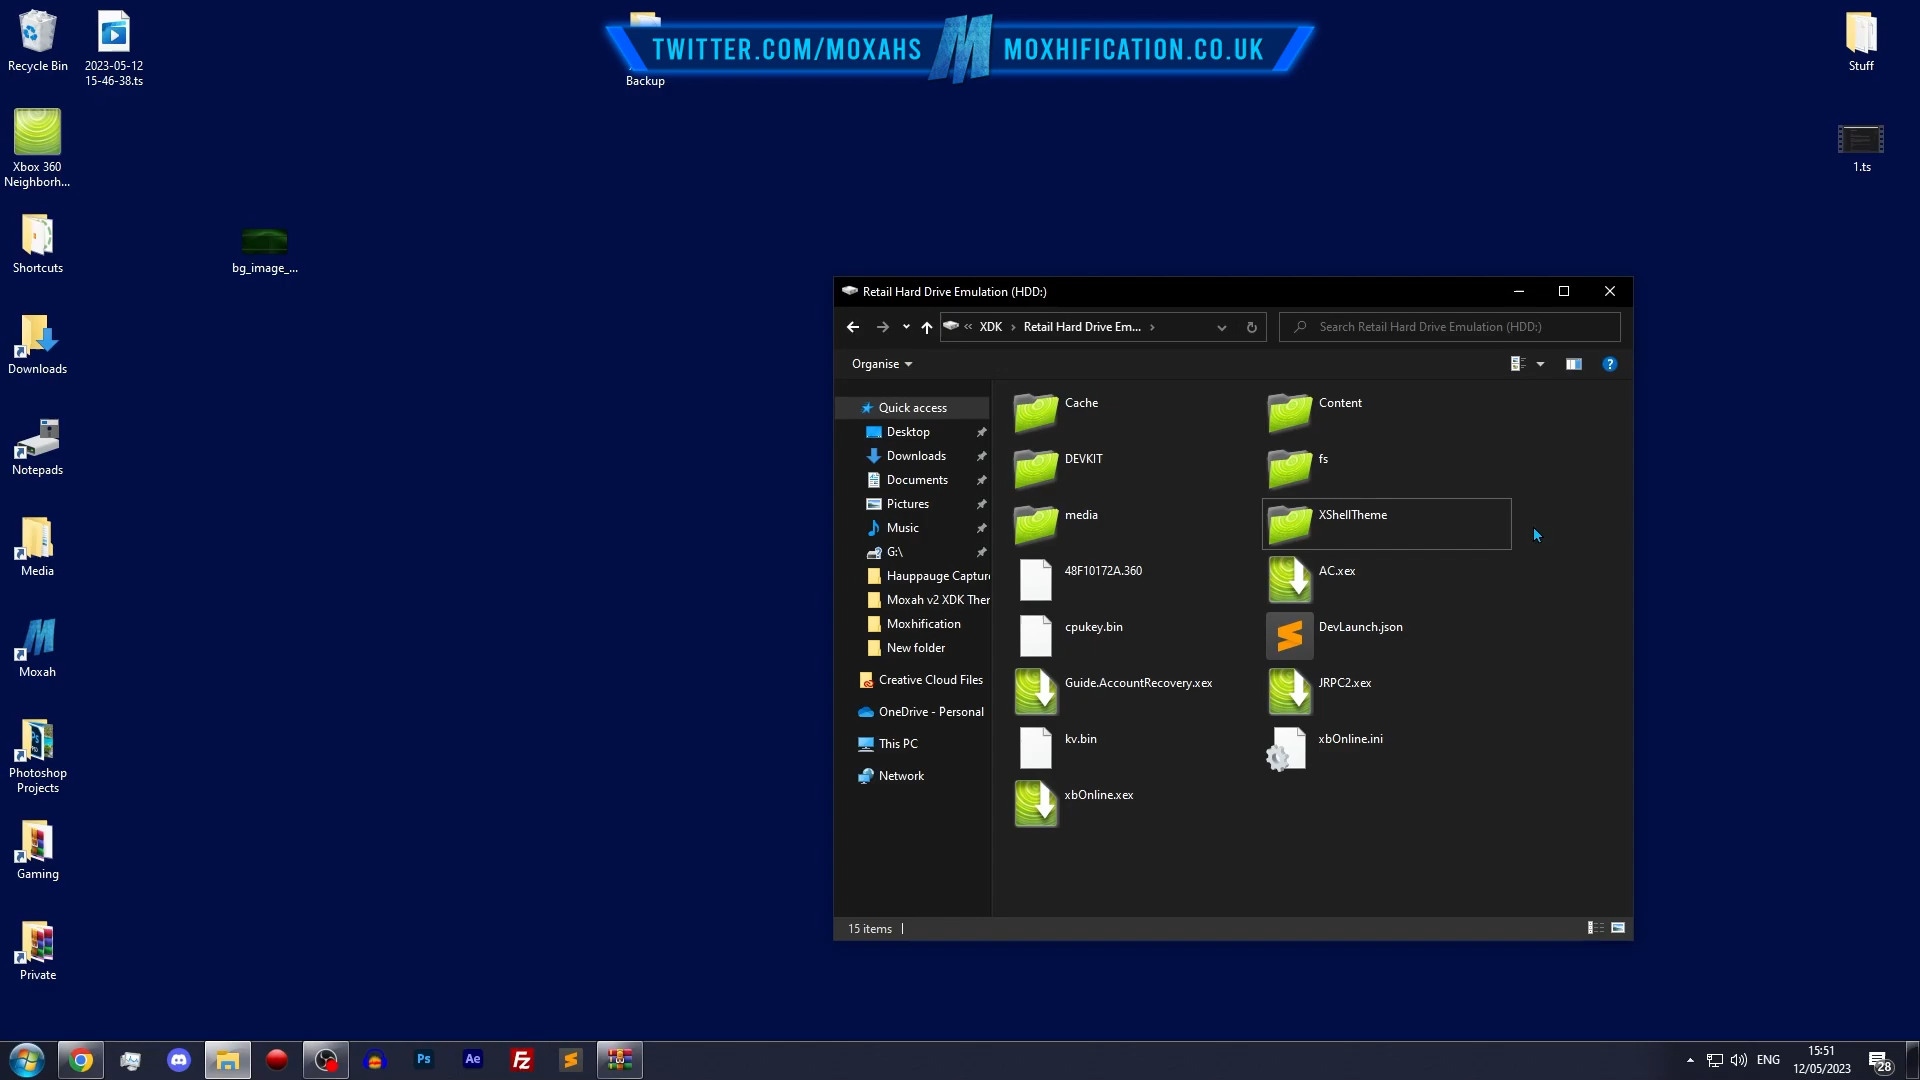 TWITTER.COM/MOXAHS
MOXHIFICATION.CO.UK
Recycle Bin
2023-05-12
15-46-38.ts
Backup
Stuff
Xbox 360
Neighborh...
1.ts
Shortcuts
bg_image_...
Downloads
Notepads
Media
Moxah
Photoshop
Projects
Gaming
Private
Retail Hard Drive Emulation (HDD:)
«
XDK
Retail Hard Drive Em...
Search Retail Hard Drive Emulation (HDD:)
Organise
?
Quick access
Desktop
Downloads
Documents
Pictures
Music
G:\
Hauppauge Capture
Moxah v2 XDK Ther
Moxhification
New folder
Creative Cloud Files
OneDrive - Personal
This PC
Network
Cache
Content
DEVKIT
fs
media
XShellTheme
48F10172A.360
AC.xex
cpukey.bin
DevLaunch.json
Guide.AccountRecovery.xex
JRPC2.xex
kv.bin
xbOnline.ini
xbOnline.xex
15 items
Ps
Ae
Fz
ENG
15:51
12/05/2023
28